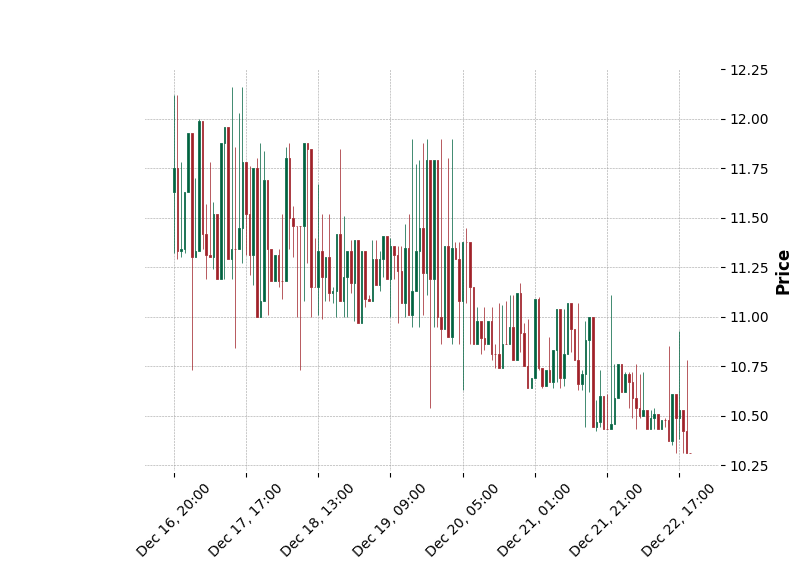 12.25
12.00
11.75
11.50
11.25
11.00
10.75
10.50
10.25
Price
Dec 16, 20:00
Dec 17, 17:00
Dec 18, 13:00
Dec 19, 09:00
Dec 20, 05:00
Dec 21, 01:00
Dec 21, 21:00
Dec 22, 17:00